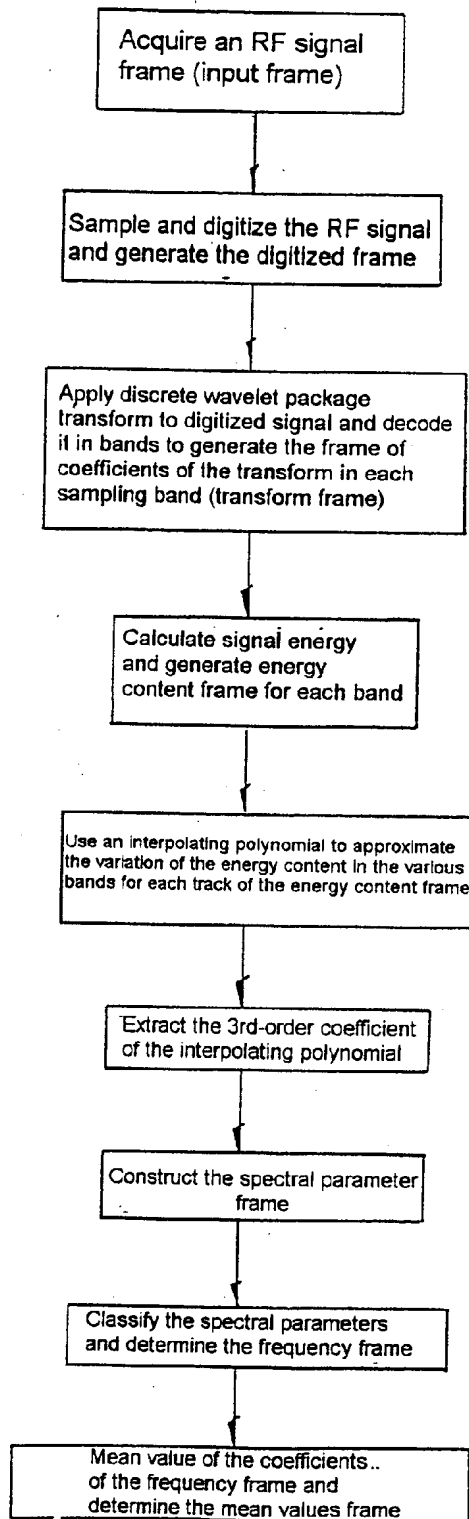 Acquire an RF signal
frame (input frame)
Sample and digitize the RF signal
and generate the digitized frame
Apply discrete wavelet package
transform to digitized signal and decode
it in bands to generate the frame of
coefficients of the transform in each
sampling band (transform frame)
Calculate signal energy
and generate energy
content frame for each band
Use an interpolating polynomial to approximate
the variation of the energy content in the various
bands for each track of the energy content frame
Extract the 3rd-order coefficient
of the interpolating polynomial
Construct the spectral parameter
frame
Classify the spectral parameters
and determine the frequency frame
Mean value of the coefficients..
of the frequency frame and
determine the mean values frame